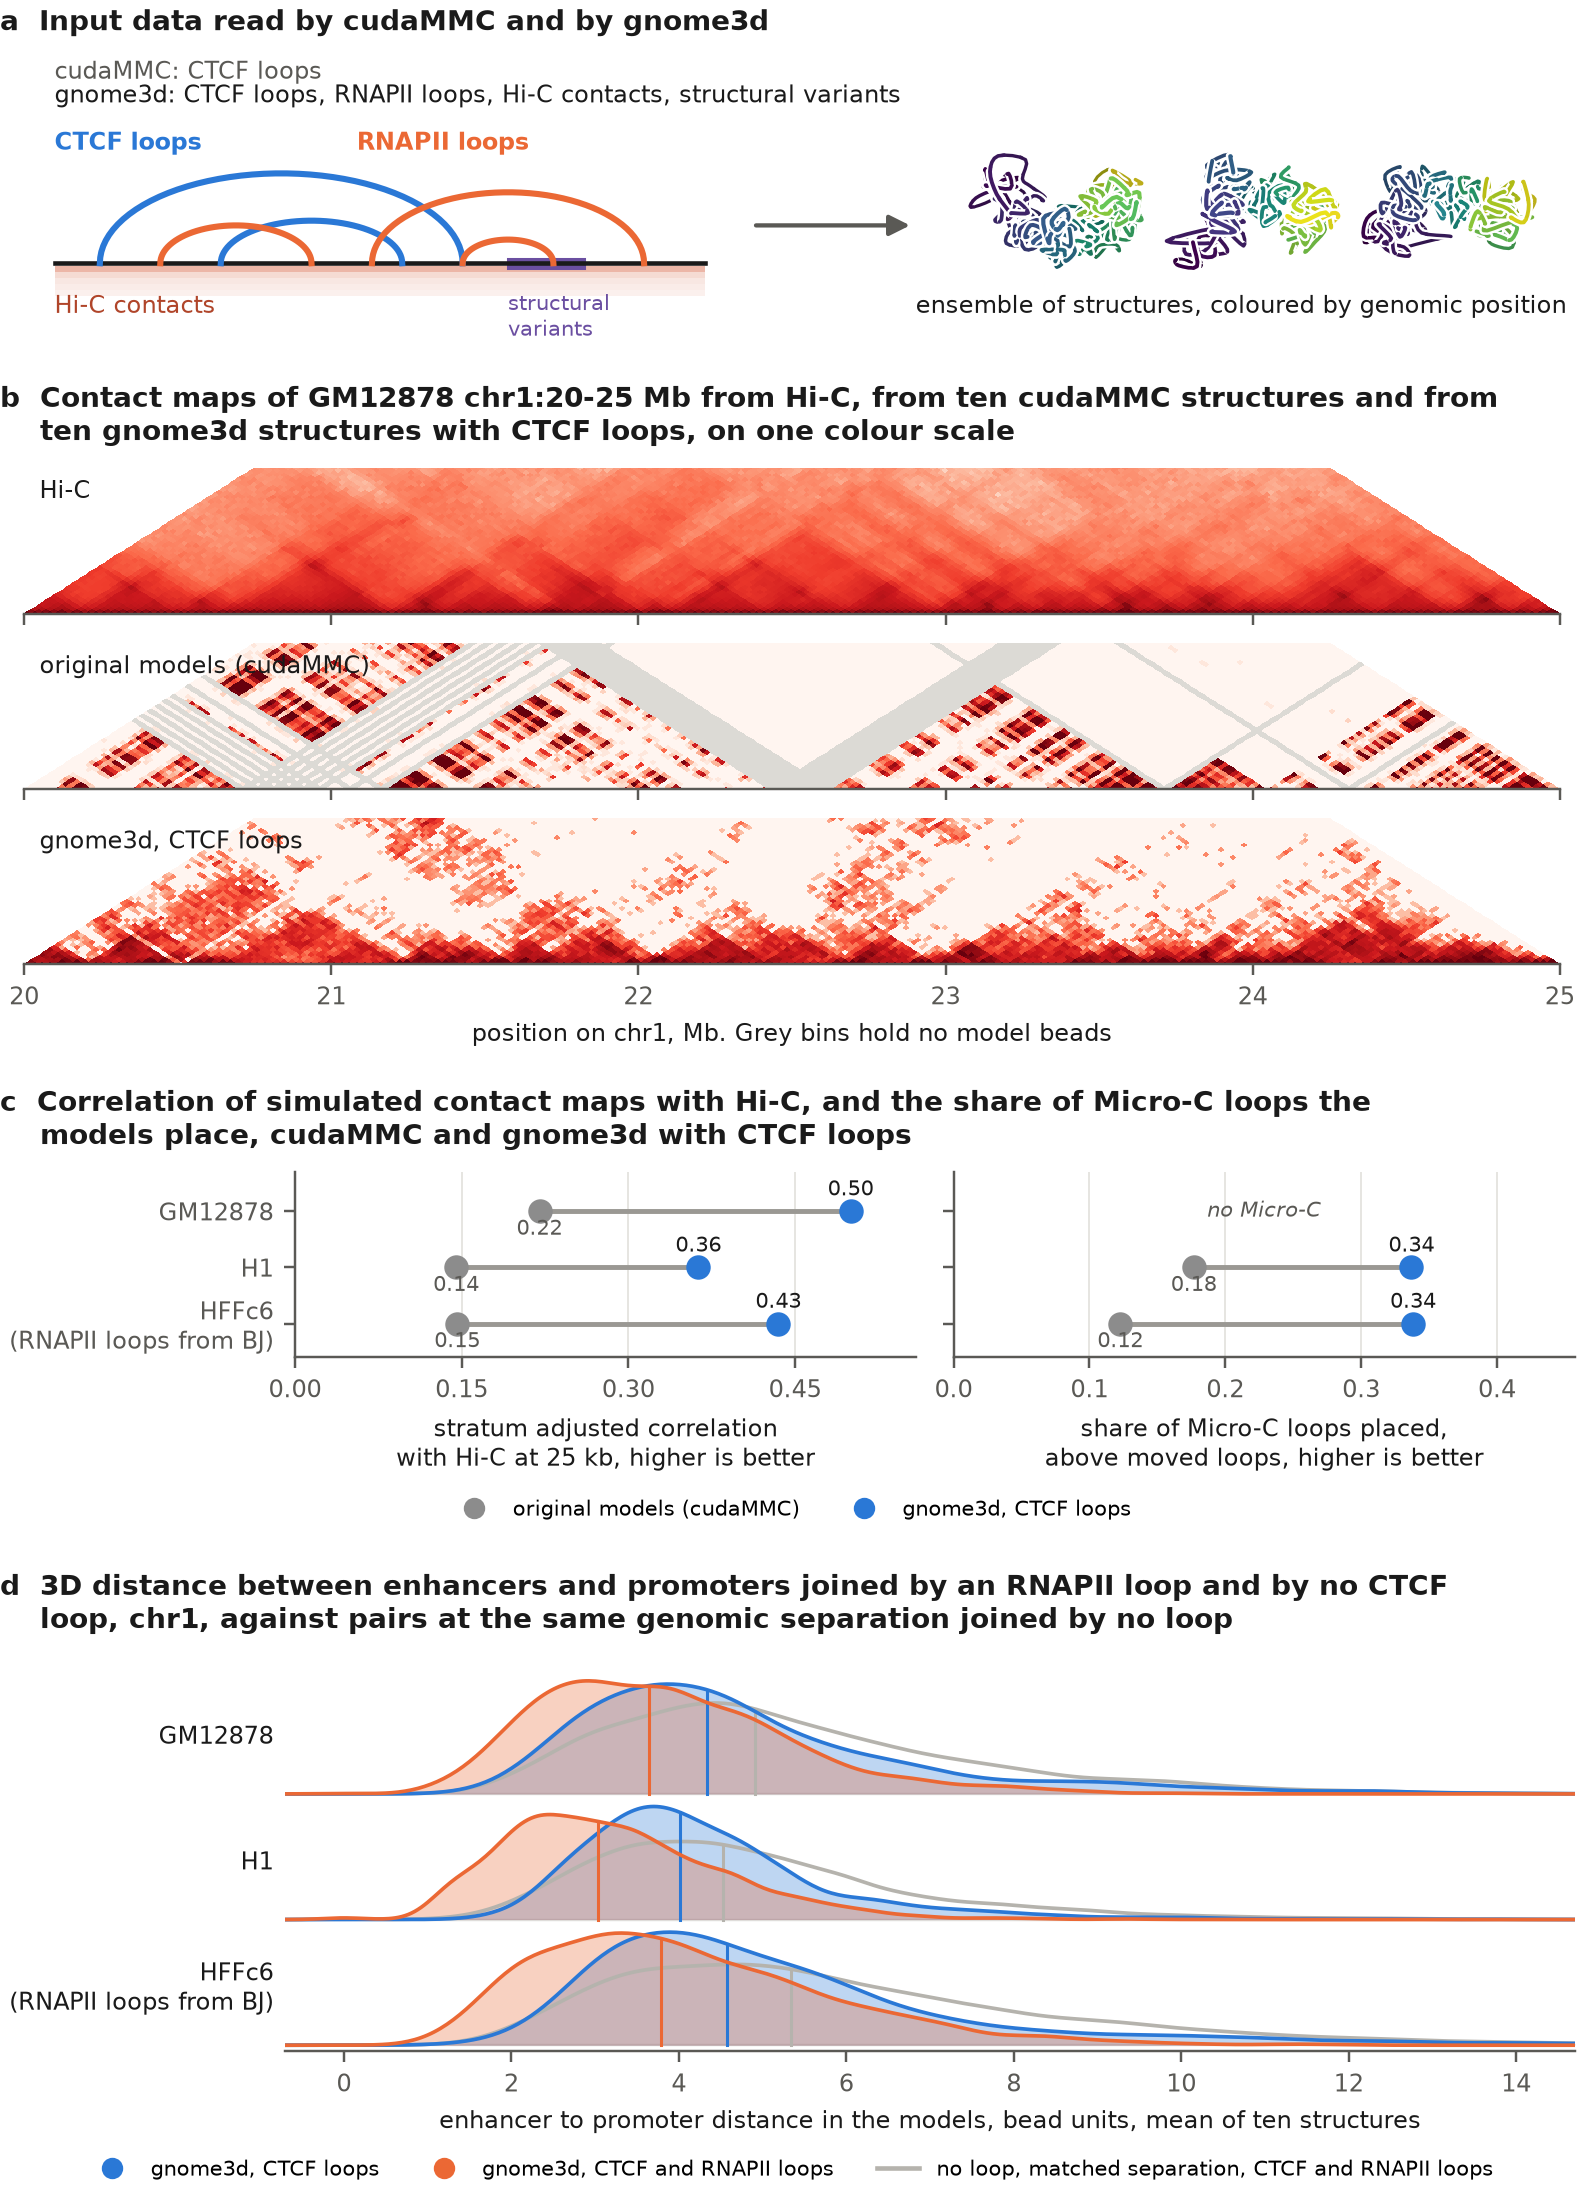 a Input data read by cudaMMC and by gnome3d
cudaMMC: CTCF loops
gnome3d: CTCF loops, RNAPII loops, Hi-C contacts, structural variants
CTCF loops
RNAPII loops
Hi-C contacts
structural
variants
ensemble of structures, coloured by genomic position
b Contact maps of GM12878 chr1:20-25 Mb from Hi-C, from ten cudaMMC structures and from
ten gnome3d structures with CTCF loops, on one colour scale
Hi-C
original models (cudaMMC)
gnome3d, CTCF loops
20 21 22 23 24 25
position on chr1, Mb. Grey bins hold no model beads
c Correlation of simulated contact maps with Hi-C, and the share of Micro-C loops the
models place, cudaMMC and gnome3d with CTCF loops
GM12878
0.22
0.50
H1
0.14
0.36
HFFc6
(RNAPII loops from BJ)
0.15
0.43
0.00 0.15 0.30 0.45
stratum adjusted correlation
with Hi-C at 25 kb, higher is better
no Micro-C
0.18
0.34
0.12
0.34
0.0 0.1 0.2 0.3 0.4
share of Micro-C loops placed,
above moved loops, higher is better
original models (cudaMMC)
gnome3d, CTCF loops
d 3D distance between enhancers and promoters joined by an RNAPII loop and by no CTCF
loop, chr1, against pairs at the same genomic separation joined by no loop
GM12878
H1
HFFc6
(RNAPII loops from BJ)
0 2 4 6 8 10 12 14
enhancer to promoter distance in the models, bead units, mean of ten structures
gnome3d, CTCF loops
gnome3d, CTCF and RNAPII loops
no loop, matched separation, CTCF and RNAPII loops